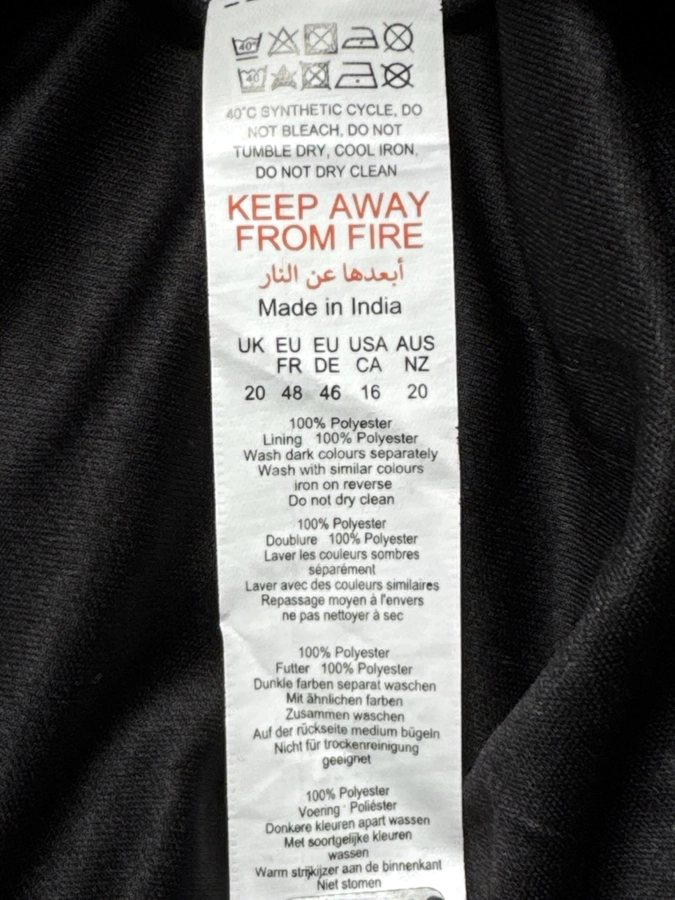 40°
40
40°C SYNTHETIC CYCLE, DO
NOT BLEACH, DO NOT
TUMBLE DRY, COOL IRON,
DO NOT DRY CLEAN
KEEP AWAY
FROM FIRE
أبعدها عن النار
Made in India
UK EU EU USA AUS
FR DE CA NZ
20 48 46 16 20
100% Polyester
Lining 100% Polyester
Wash dark colours separately
Wash with similar colours
iron on reverse
Do not dry clean
100% Polyester
Doublure 100% Polyester
Laver les couleurs sombres
séparément
Laver avec des couleurs similaires
Repassage moyen à l'envers
ne pas nettoyer à sec
100% Polyester
Futter 100% Polyester
Dunkle farben separat waschen
Mit ähnlichen farben
Zusammen waschen
Auf der rückseite medium bügeln
Nicht für trockenreinigung
geeignet
100% Polyester
Voering Poliéster
Donkere kleuren apart wassen
Met soortgelijke kleuren
wassen
Warm strijkijzer aan de binnenkant
Niet stomen